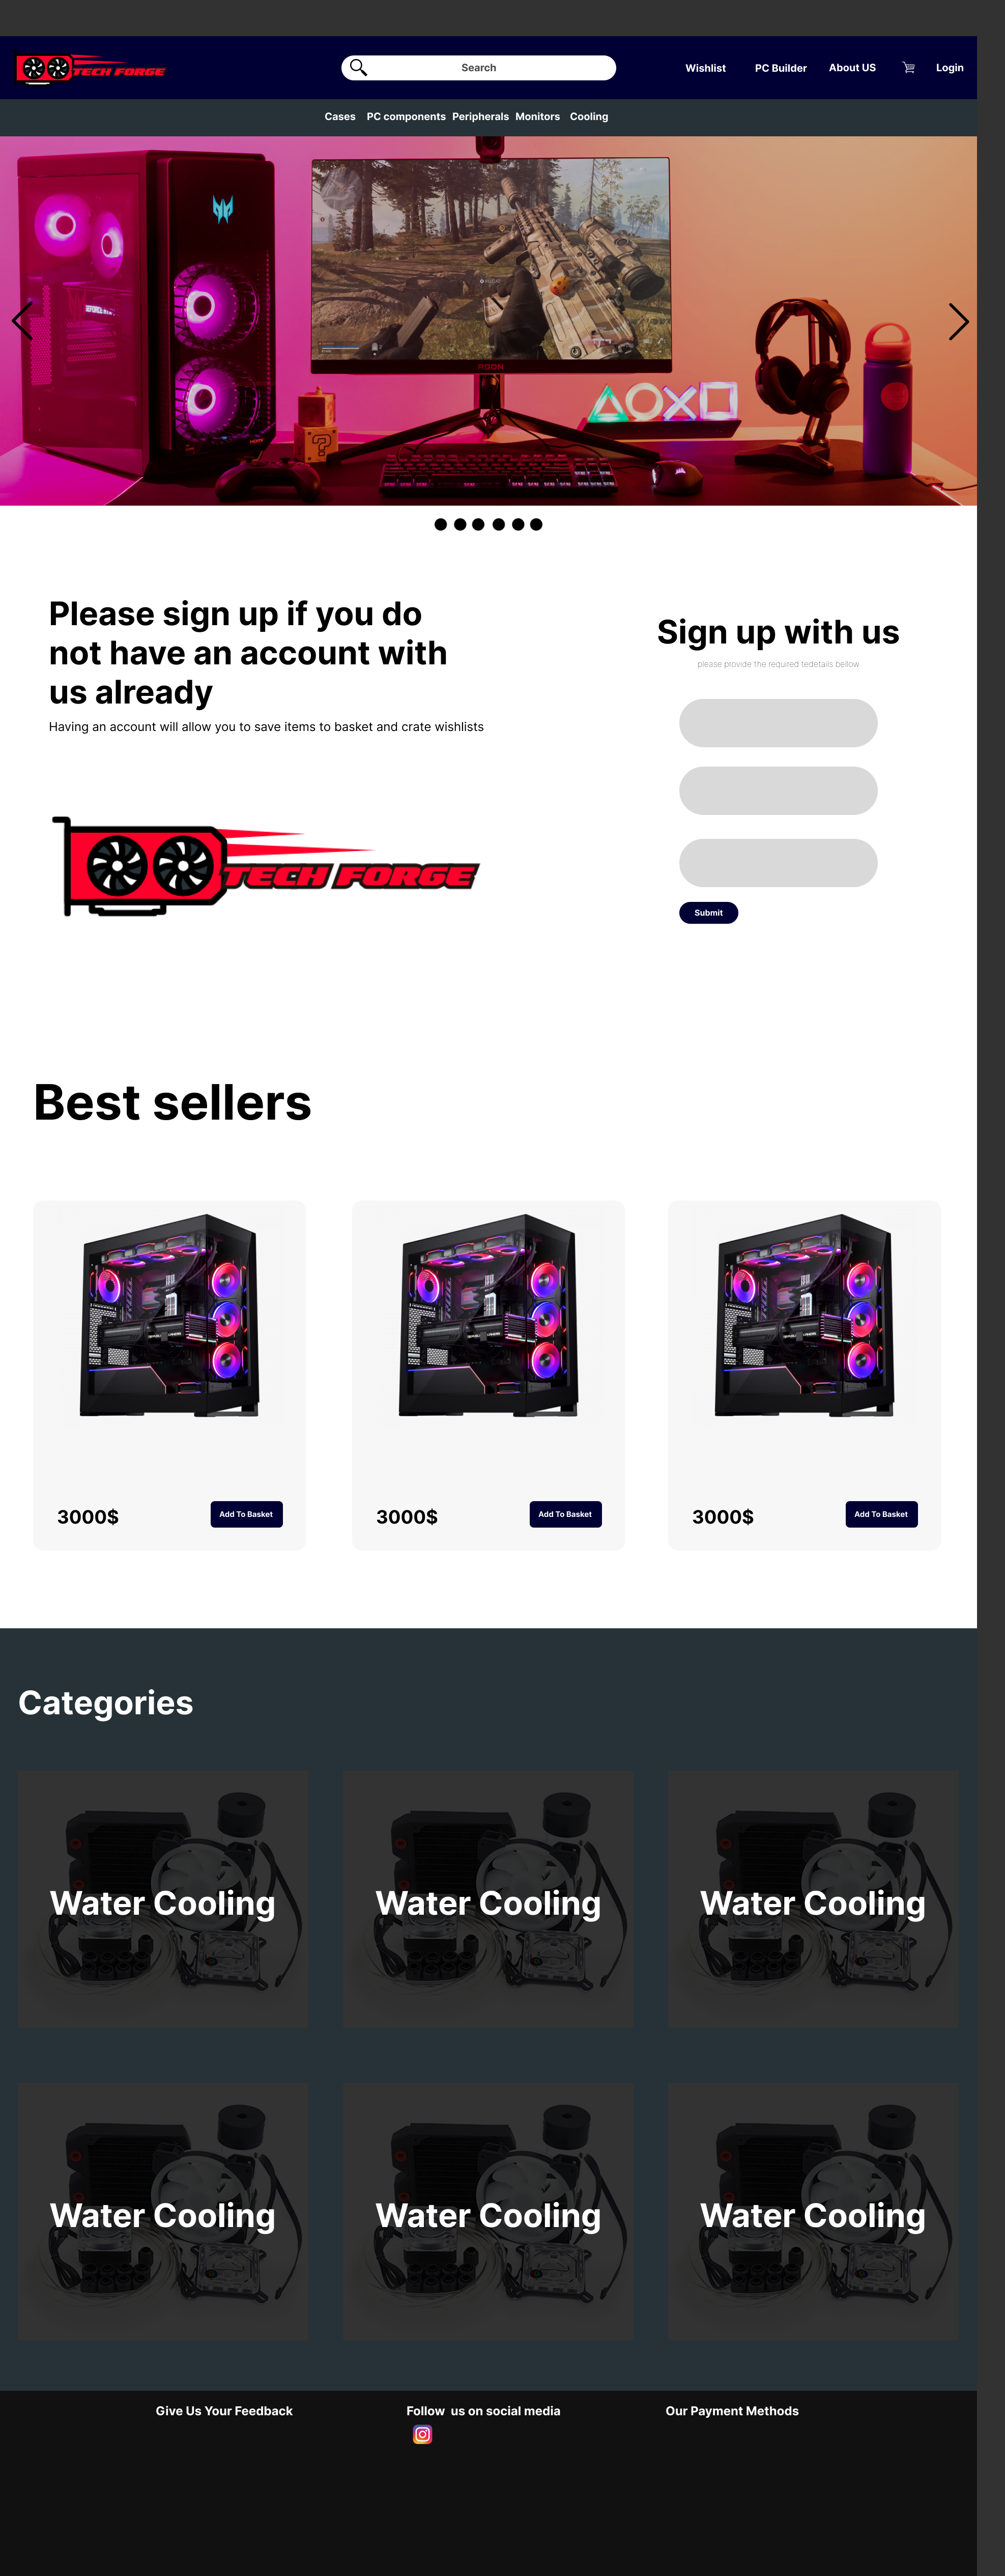 TECH FORGE
Search
Wishlist
PC Builder
About US
Login
Cases
PC components
Peripherals
Monitors
Cooling
Please sign up if you do
not have an account with
us already
Having an account will allow you to save items to basket and crate wishlists
TECH FORGE
Sign up with us
please provide the required tedetails bellow
Submit
Best sellers
3000$
Add To Basket
3000$
Add To Basket
3000$
Add To Basket
Categories
Water Cooling
Water Cooling
Water Cooling
Water Cooling
Water Cooling
Water Cooling
Give Us Your Feedback
Follow us on social media
Our Payment Methods